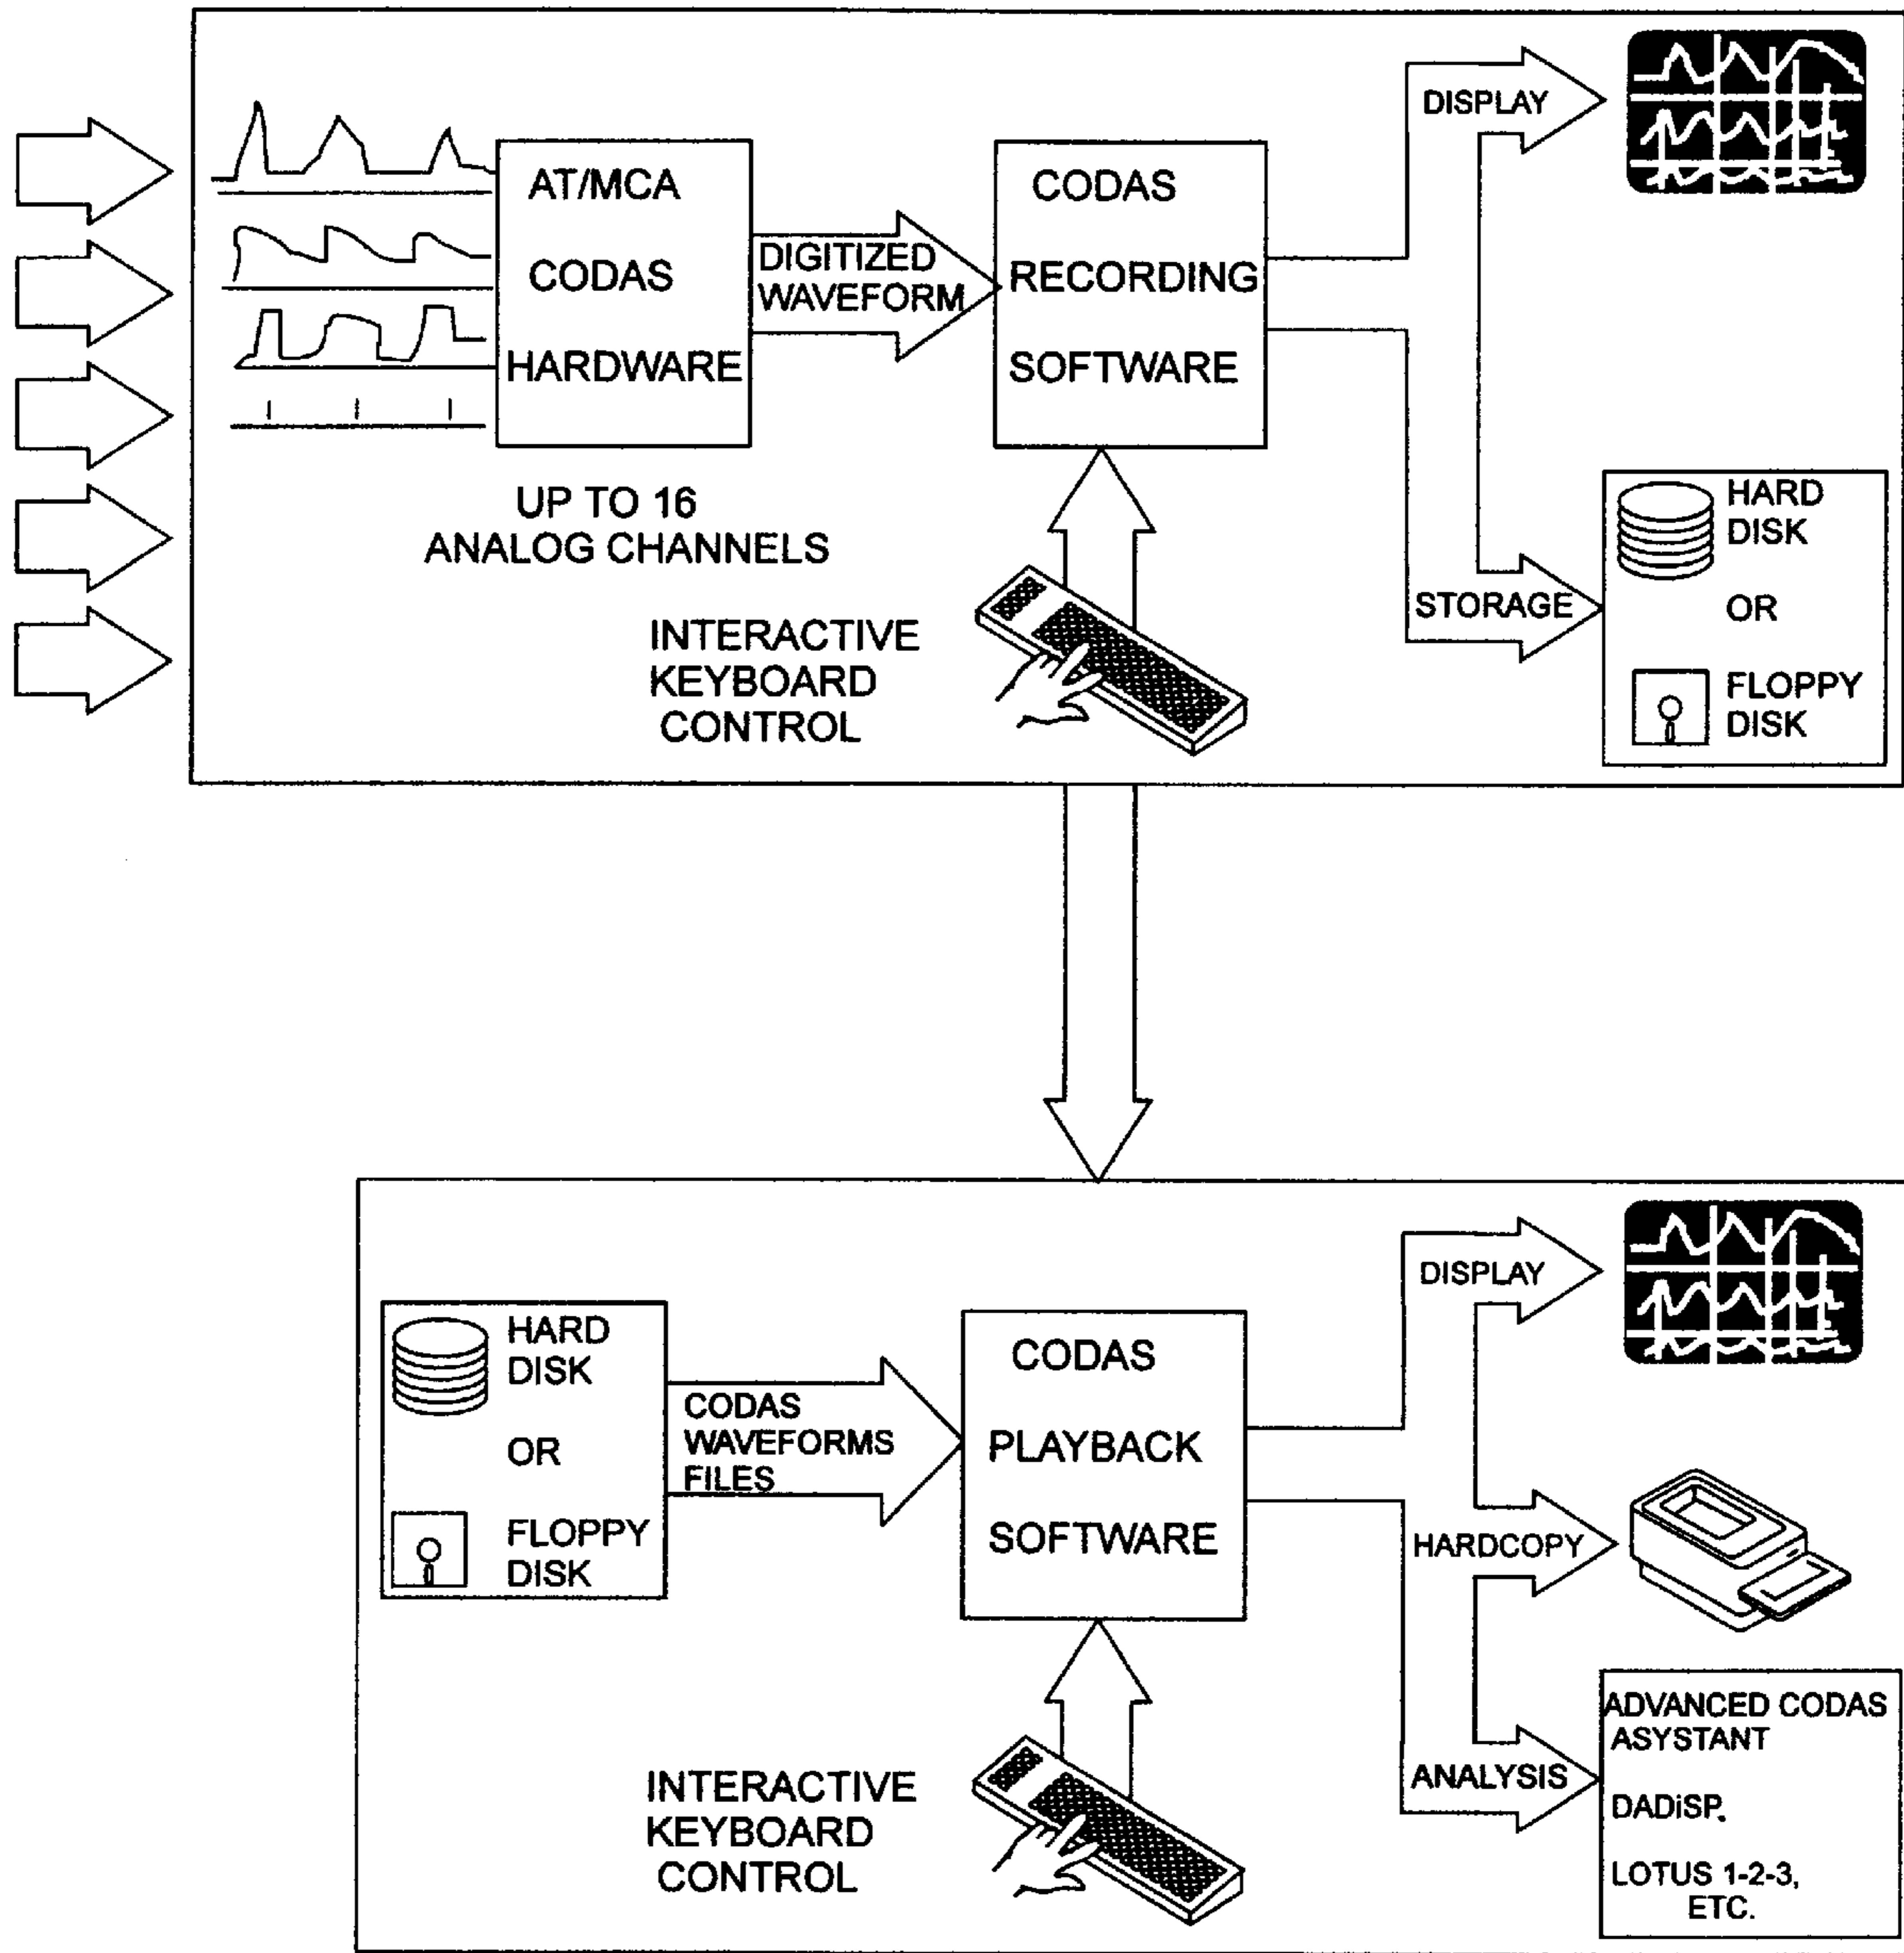 AT/MCA
CODAS
HARDWARE
DIGITIZED
WAVEFORM
CODAS
RECORDING
SOFTWARE
DISPLAY
STORAGE
HARD
DISK
OR
FLOPPY
DISK
UP TO 16
ANALOG CHANNELS
INTERACTIVE
KEYBOARD
CONTROL
HARD
DISK
OR
FLOPPY
DISK
CODAS
WAVEFORMS
FILES
CODAS
PLAYBACK
SOFTWARE
DISPLAY
HARDCOPY
ANALYSIS
ADVANCED CODAS
ASYSTANT
DADiSP.
LOTUS 1-2-3,
ETC.
INTERACTIVE
KEYBOARD
CONTROL